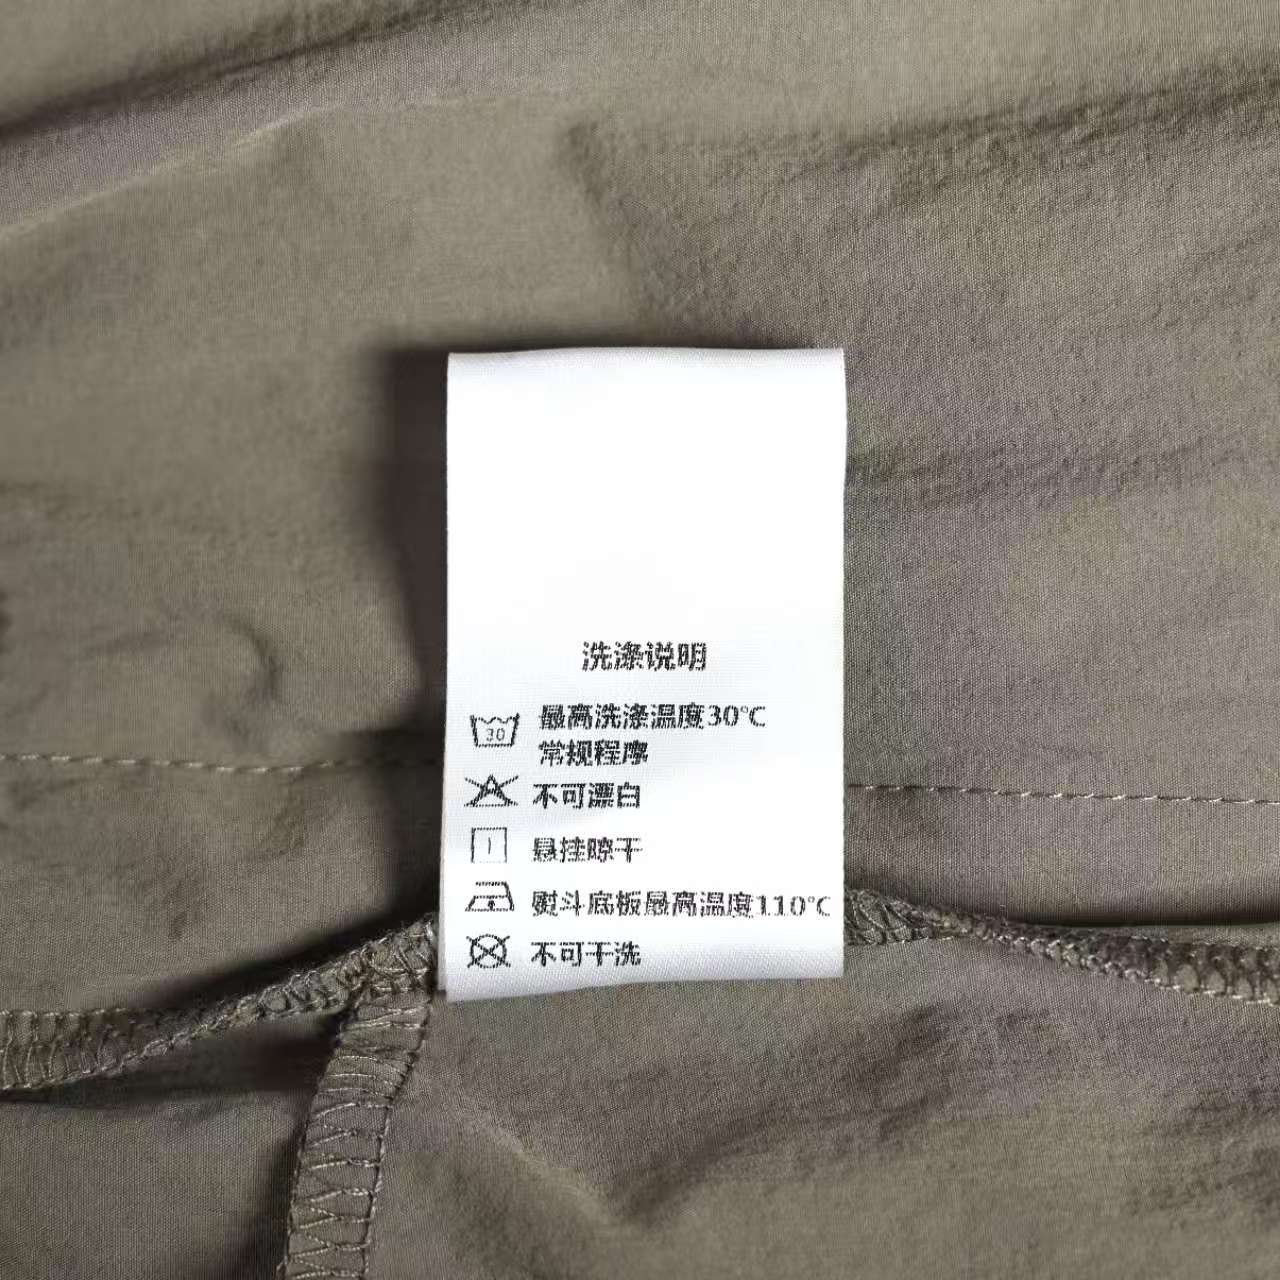 洗涤说明
最高洗涤温度30℃
常规程序
不可漂白
悬挂晾干
熨斗底板最高温度110℃
不可干洗
30